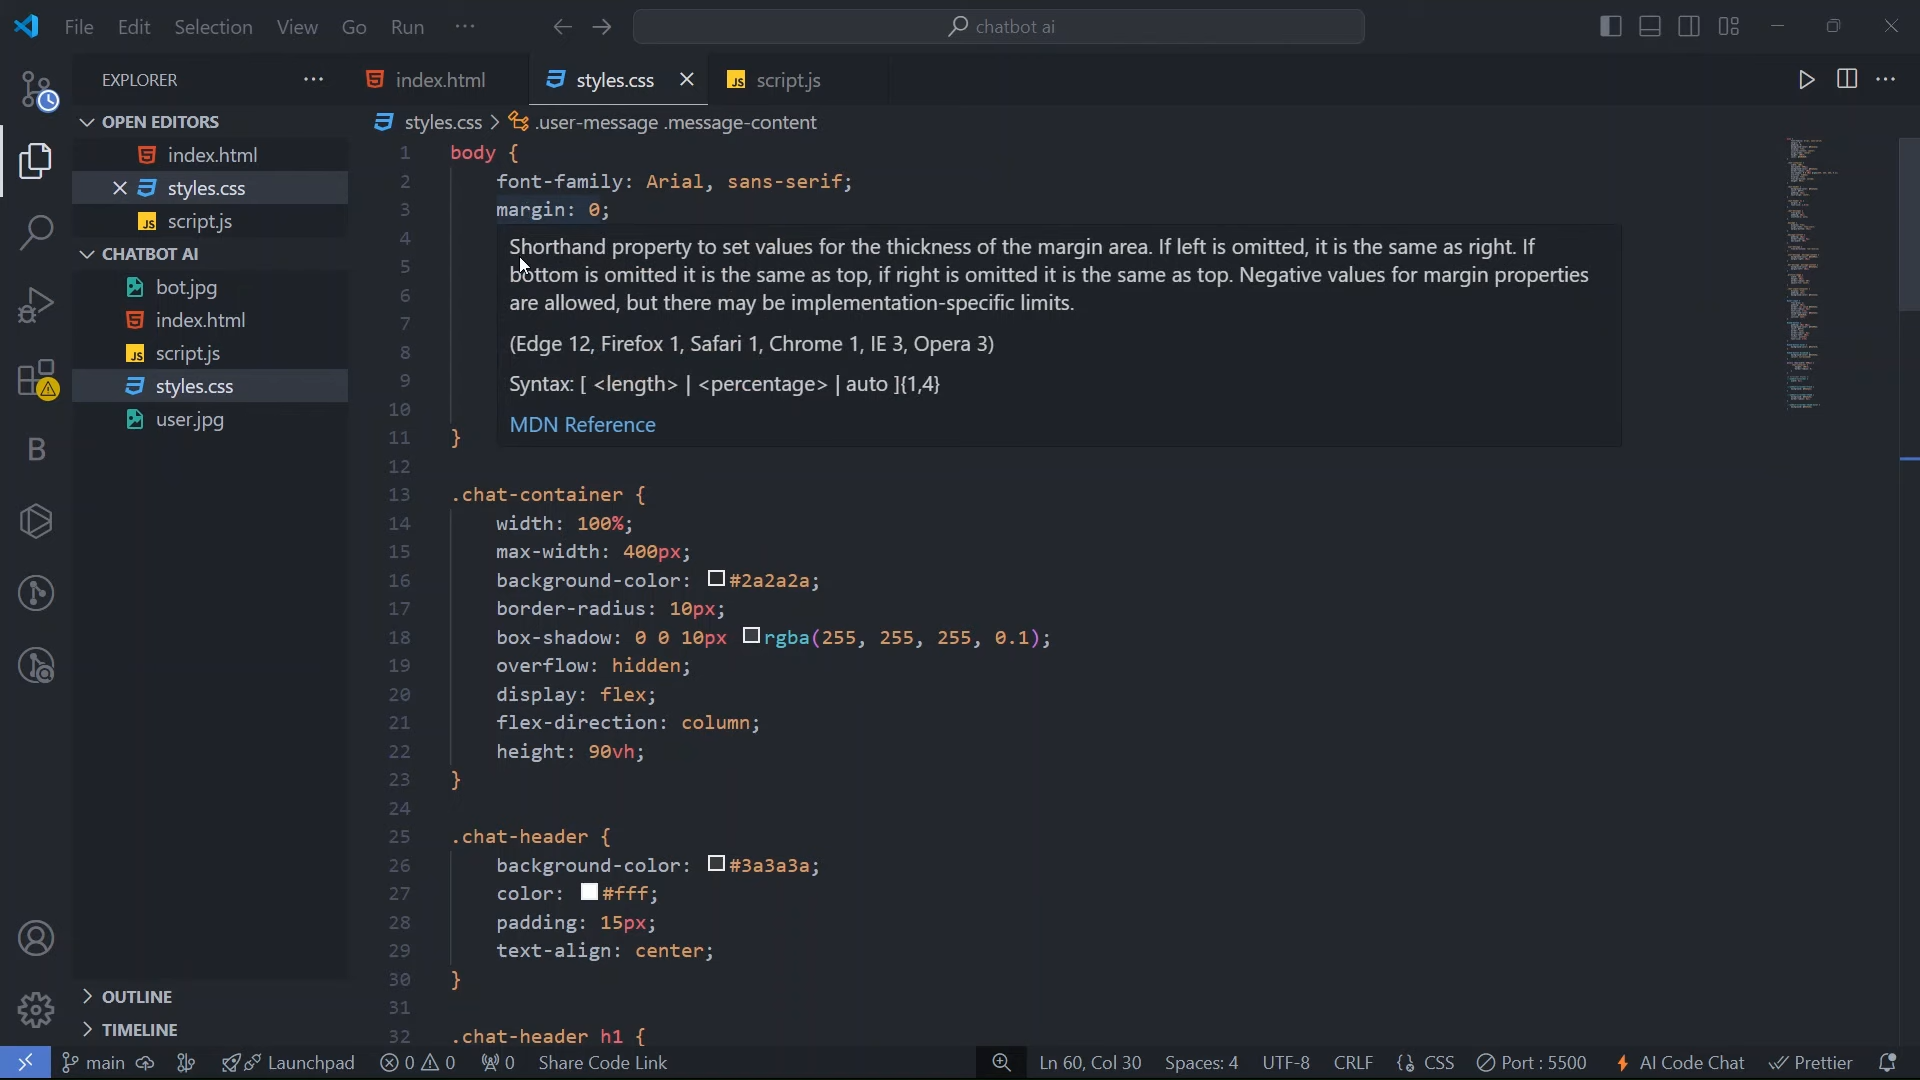 File Edit Selection View Go Run ···
chatbot ai
EXPLORER ···
index.html
styles.css
JS script.js
OPEN EDITORS
index.html
styles.css
JS script.js
CHATBOT AI
bot.jpg
index.html
JS script.js
styles.css
user.jpg
B
OUTLINE
TIMELINE
styles.css > .user-message .message-content
1 body {
2 font-family: Arial, sans-serif;
3 margin: 0;
4
5
6
7
8
9
10
11 }
Shorthand property to set values for the thickness of the margin area. If left is omitted, it is the same as right. If
bottom is omitted it is the same as top, if right is omitted it is the same as top. Negative values for margin properties
are allowed, but there may be implementation-specific limits.
(Edge 12, Firefox 1, Safari 1, Chrome 1, IE 3, Opera 3)
Syntax: [ <length> | <percentage> | auto ]{1,4}
MDN Reference
12
13 .chat-container {
14 width: 100%;
15 max-width: 400px;
16 background-color: #2a2a2a;
17 border-radius: 10px;
18 box-shadow: 0 0 10px rgba(255, 255, 255, 0.1);
19 overflow: hidden;
20 display: flex;
21 flex-direction: column;
22 height: 90vh;
23 }
24
25 .chat-header {
26 background-color: #3a3a3a;
27 color: #fff;
28 padding: 15px;
29 text-align: center;
30 }
31
32 .chat-header h1 {
main Launchpad 0 0 0 Share Code Link Ln 60, Col 30 Spaces: 4 UTF-8 CRLF {} CSS Port : 5500 AI Code Chat Prettier